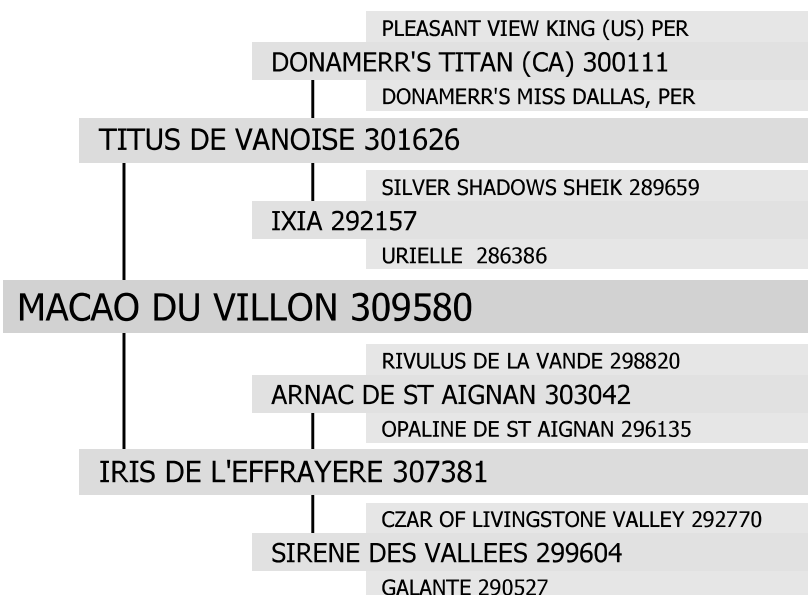 PLEASANT VIEW KING (US) PER
DONAMERR'S TITAN (CA) 300111
DONAMERR'S MISS DALLAS, PER
TITUS DE VANOISE 301626
SILVER SHADOWS SHEIK 289659
IXIA 292157
URIELLE  286386
MACAO DU VILLON 309580
RIVULUS DE LA VANDE 298820
ARNAC DE ST AIGNAN 303042
OPALINE DE ST AIGNAN 296135
IRIS DE L'EFFRAYERE 307381
CZAR OF LIVINGSTONE VALLEY 292770
SIRENE DES VALLEES 299604
GALANTE 290527